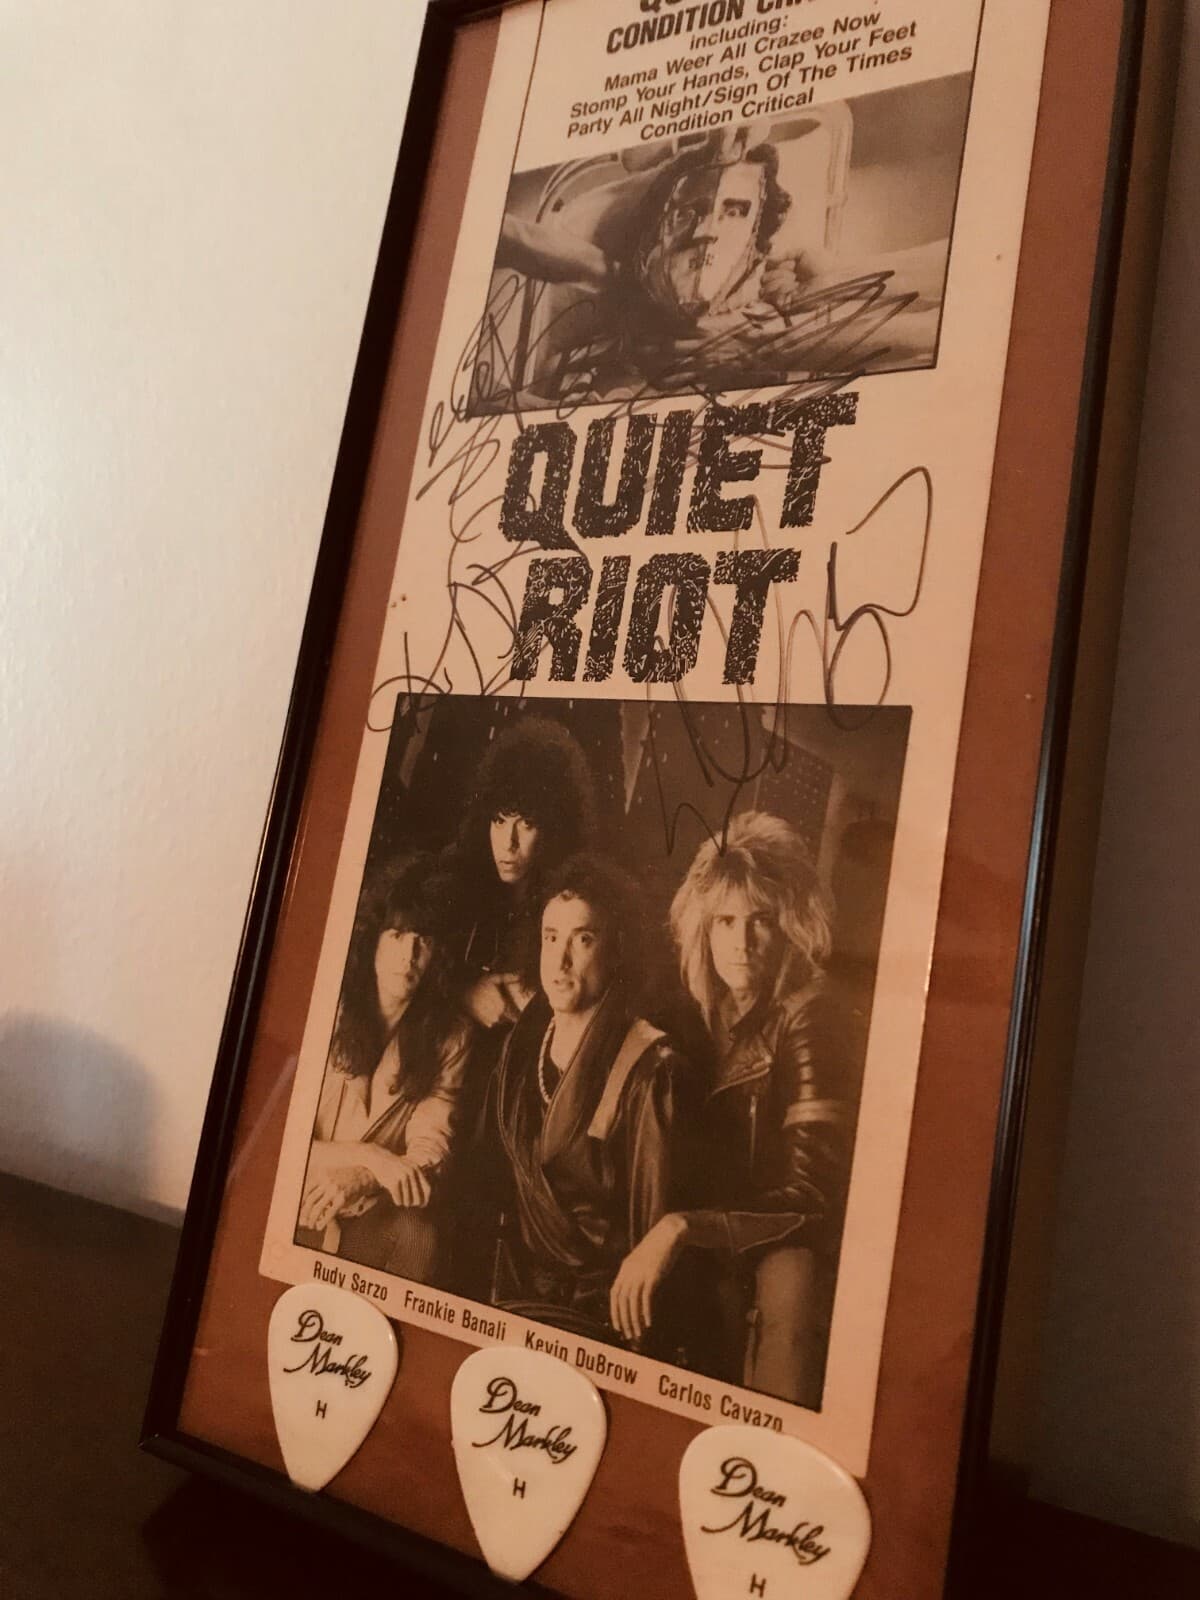 CONDITION
including:
Mama Weer All Crazee Now
Stomp Your Hands, Clap Your Feet
Party All Night/Sign Of The Times
Condition Critical
QUIET
RIOT
Rudy Sarzo Frankie Banali Kevin DuBrow Carlos Cavazo
Dean
Markley
H
Dean
Markley
H
Dean
Markley
H